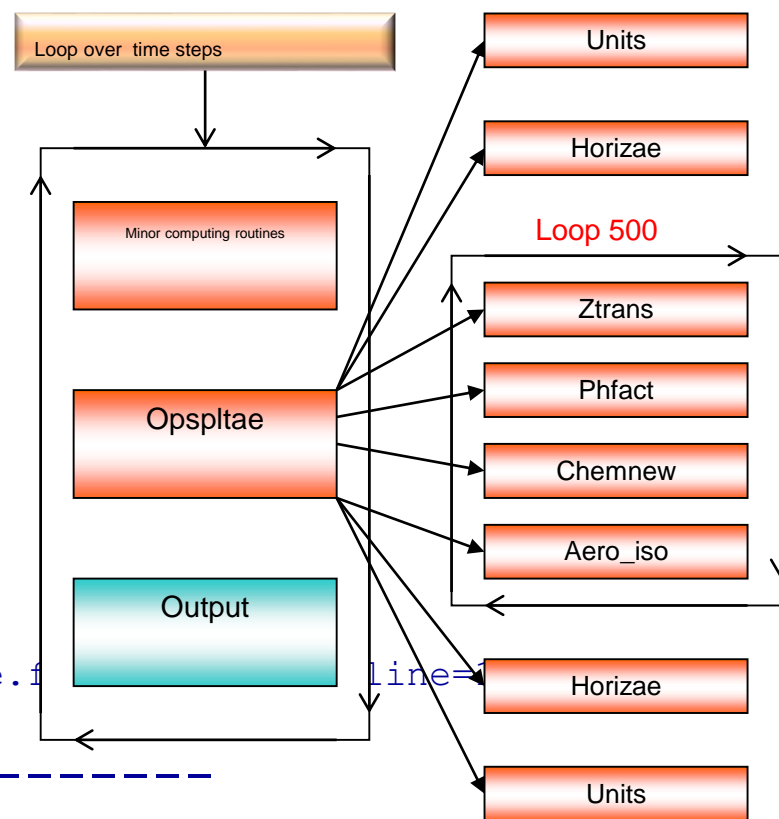 Loop over time steps
Minor computing routines
Opspltae
Output
Units
Horizae
Loop 500
Ztrans
Phfact
Chemnew
Aero_iso
Horizae
Units